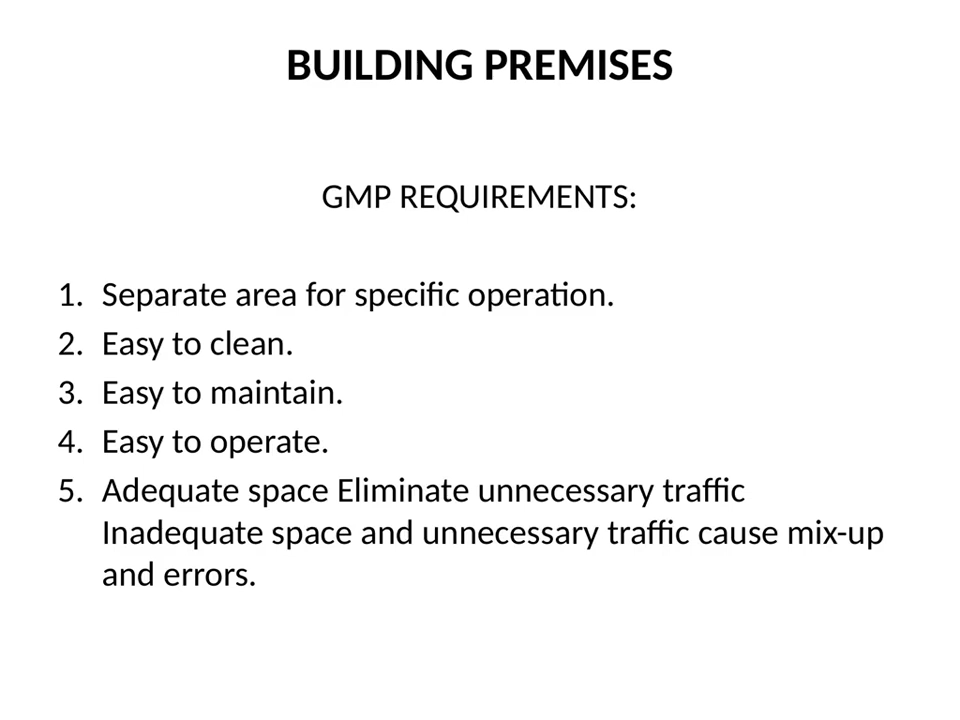 BUILDING PREMISES
GMP REQUIREMENTS:
1. Separate area for specific operation.
2. Easy to clean.
3. Easy to maintain.
4. Easy to operate.
5. Adequate space Eliminate unnecessary traffic
Inadequate space and unnecessary traffic cause mix-up
and errors.